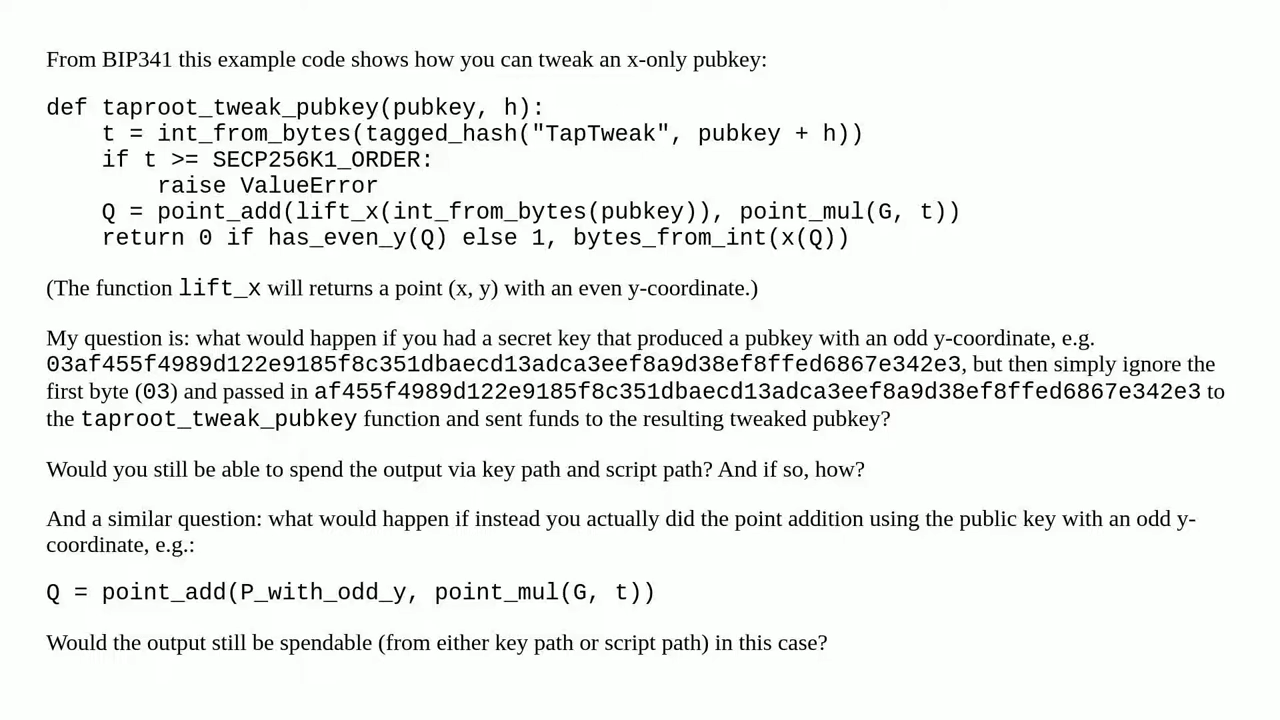 From BIP341 this example code shows how you can tweak an x-only pubkey:
def taproot_tweak_pubkey(pubkey, h):
    t = int_from_bytes(tagged_hash("TapTweak", pubkey + h))
    if t >= SECP256K1_ORDER:
        raise ValueError
    Q = point_add(lift_x(int_from_bytes(pubkey)), point_mul(G, t))
    return 0 if has_even_y(Q) else 1, bytes_from_int(x(Q))
(The function lift_x will returns a point (x, y) with an even y-coordinate.)
My question is: what would happen if you had a secret key that produced a pubkey with an odd y-coordinate, e.g.
03af455f4989d122e9185f8c351dbaecd13adca3eef8a9d38ef8ffed6867e342e3, but then simply ignore the
first byte (03) and passed in af455f4989d122e9185f8c351dbaecd13adca3eef8a9d38ef8ffed6867e342e3 to
the taproot_tweak_pubkey function and sent funds to the resulting tweaked pubkey?
Would you still be able to spend the output via key path and script path? And if so, how?
And a similar question: what would happen if instead you actually did the point addition using the public key with an odd y-
coordinate, e.g.:
Q = point_add(P_with_odd_y, point_mul(G, t))
Would the output still be spendable (from either key path or script path) in this case?